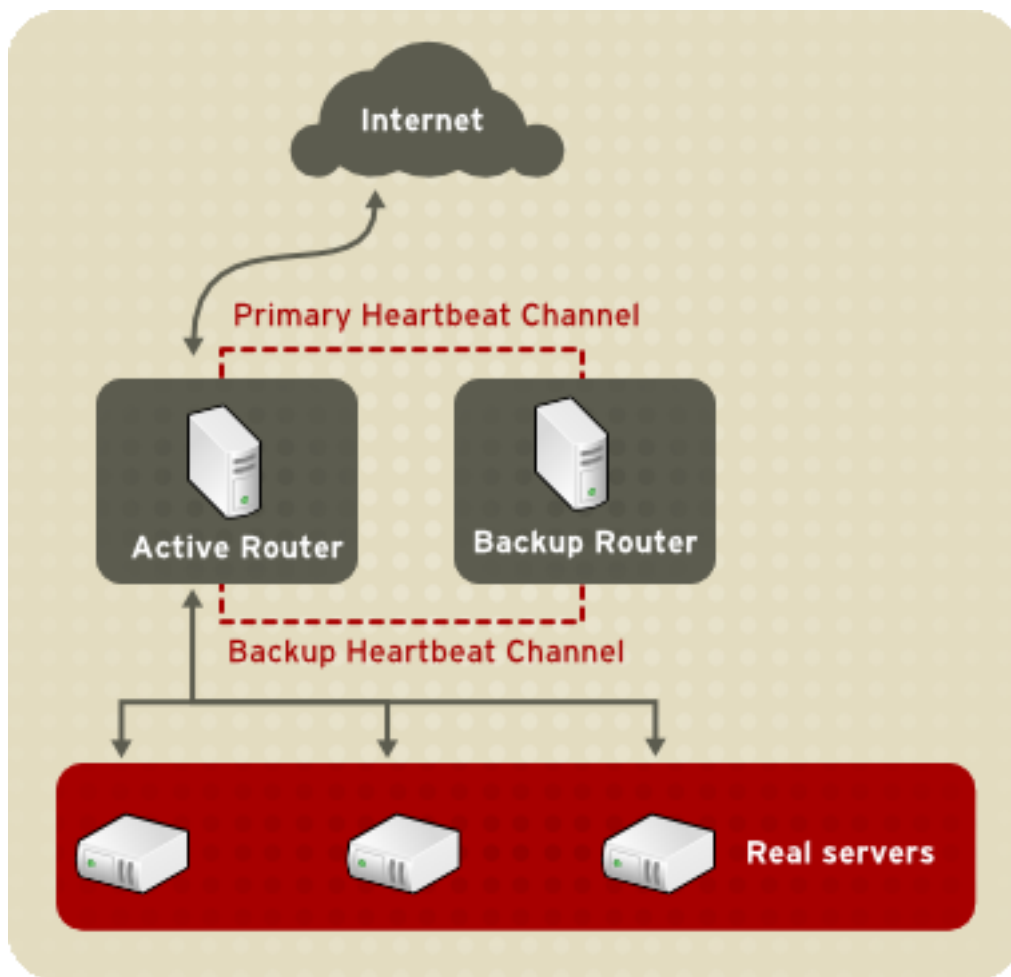 Internet
Primary Heartbeat Channel
Active Router
Backup Router
Backup Heartbeat Channel
Real servers